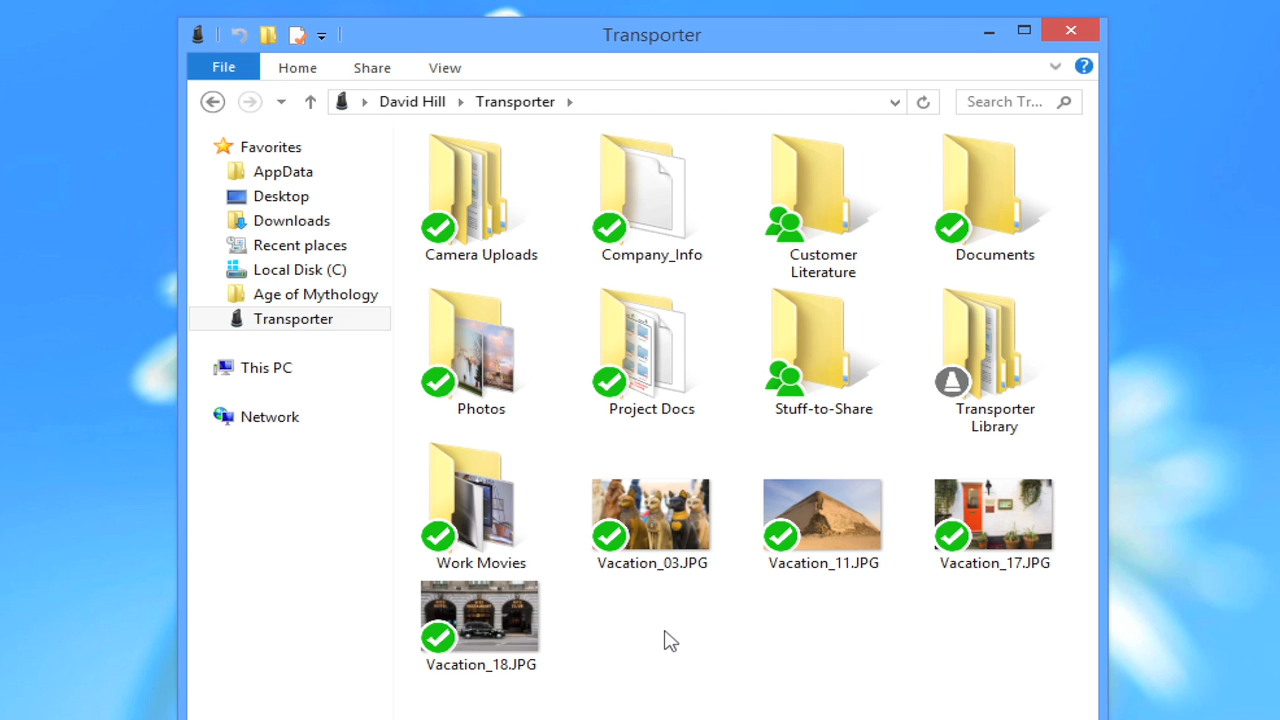 Transporter
File
Home
Share
View
David Hill
Transporter
Search Tr...
Favorites
AppData
Desktop
Downloads
Recent places
Local Disk (C)
Age of Mythology
Transporter
This PC
Network
Camera Uploads
Company_Info
Customer
Literature
Documents
Photos
Project Docs
Stuff-to-Share
Transporter
Library
Work Movies
Vacation_03.JPG
Vacation_11.JPG
Vacation_17.JPG
Vacation_18.JPG